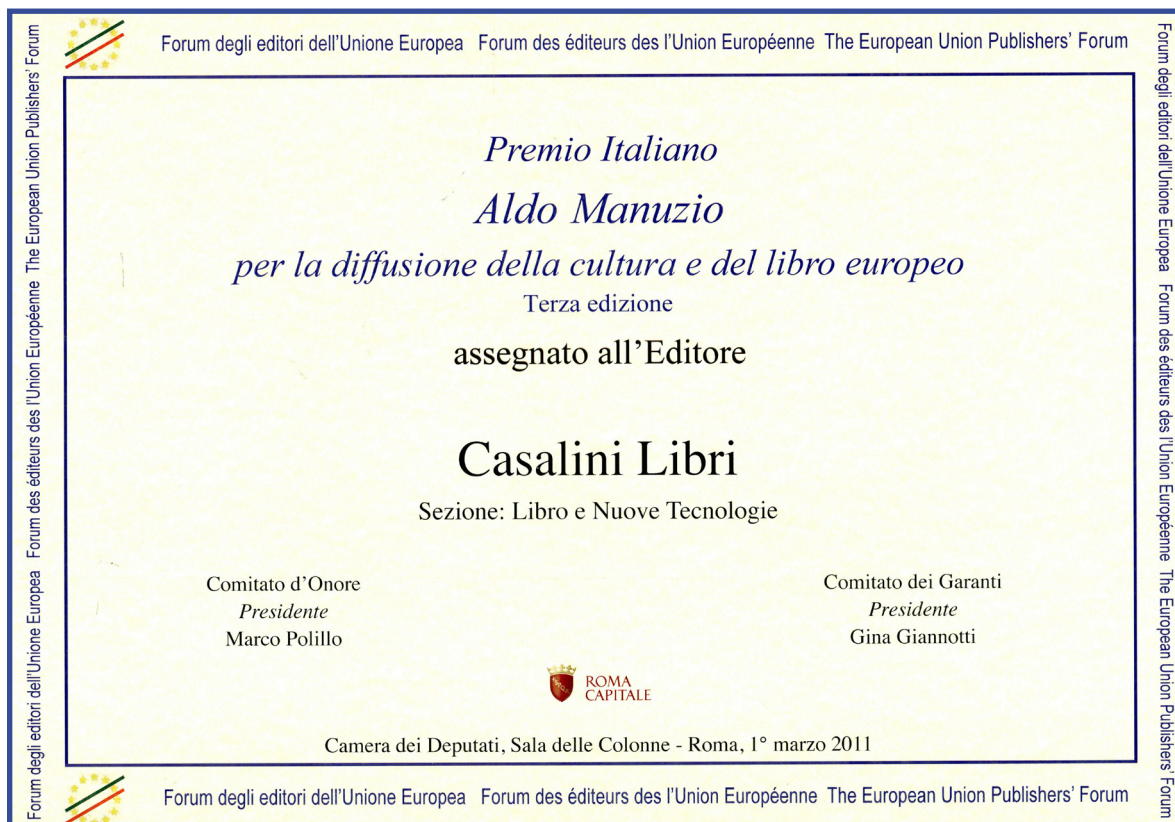 Forum degli editori dell'Unione Europea Forum des éditeurs des l'Union Européenne The European Union Publishers' Forum
Forum degli editori dell'Unione Europea Forum des éditeurs des l'Union Européenne The European Union Publishers' Forum
Forum degli editori dell'Unione Europea Forum des éditeurs des l'Union Européenne The European Union Publishers' Forum
Premio Italiano
Aldo Manuzio
per la diffusione della cultura e del libro europeo
Terza edizione
assegnato all'Editore
Casalini Libri
Sezione: Libro e Nuove Tecnologie
Comitato d'Onore
Presidente
Marco Polillo
Comitato dei Garanti
Presidente
Gina Giannotti
ROMA
CAPITALE
Camera dei Deputati, Sala delle Colonne - Roma, 1° marzo 2011
Forum degli editori dell'Unione Europea Forum des éditeurs des l'Union Européenne The European Union Publishers' Forum